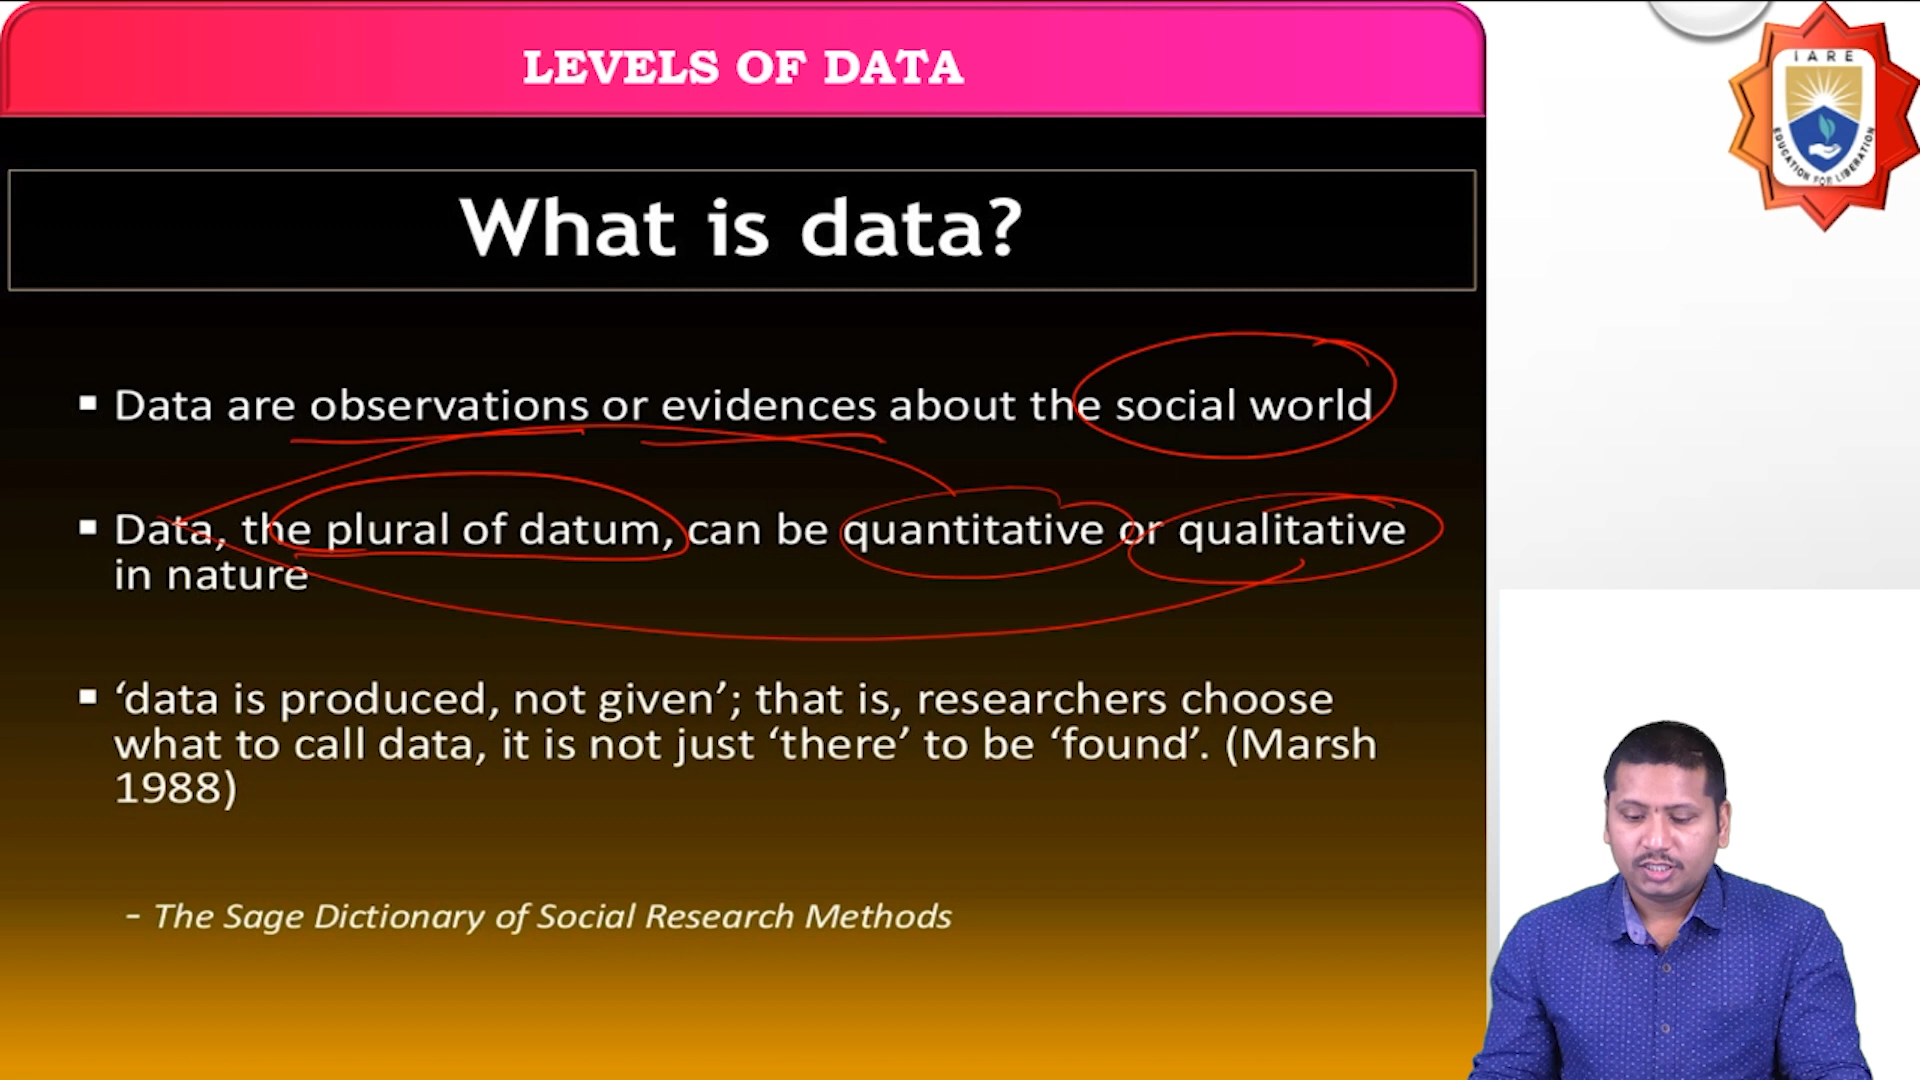 LEVELS OF DATA
IARE
EDUCATION FOR LIBERATION
What is data?
▪ Data are observations or evidences about the social world
▪ Data, the plural of datum, can be quantitative or qualitative
in nature
▪ ‘data is produced, not given’; that is, researchers choose
what to call data, it is not just ‘there’ to be ‘found’. (Marsh
1988)
- The Sage Dictionary of Social Research Methods